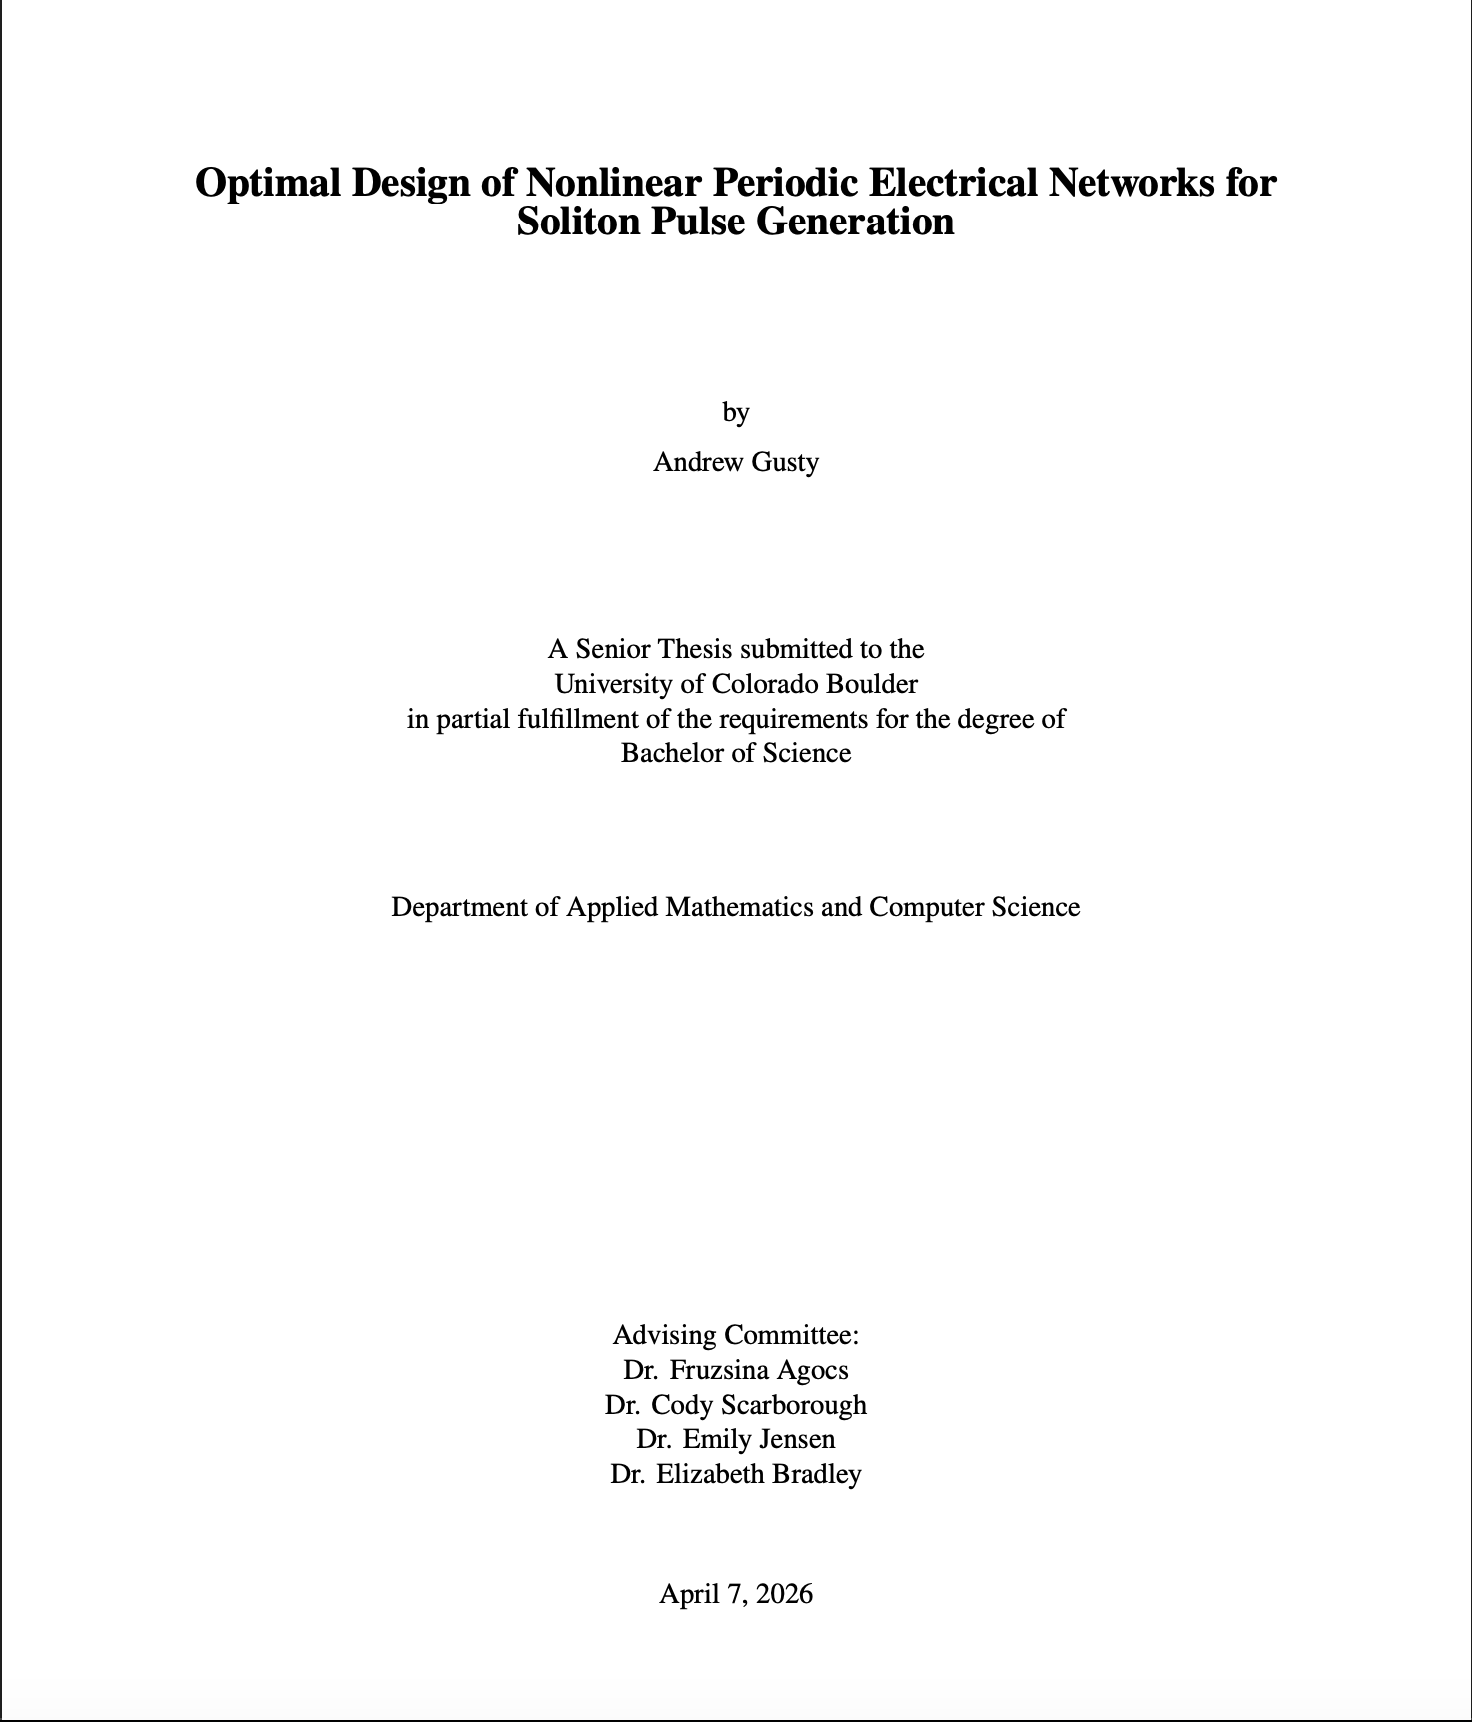 Optimal Design of Nonlinear Periodic Electrical Networks for
Soliton Pulse Generation
by
Andrew Gusty
A Senior Thesis submitted to the
University of Colorado Boulder
in partial fulfillment of the requirements for the degree of
Bachelor of Science
Department of Applied Mathematics and Computer Science
Advising Committee:
Dr. Fruzsina Agocs
Dr. Cody Scarborough
Dr. Emily Jensen
Dr. Elizabeth Bradley
April 7, 2026